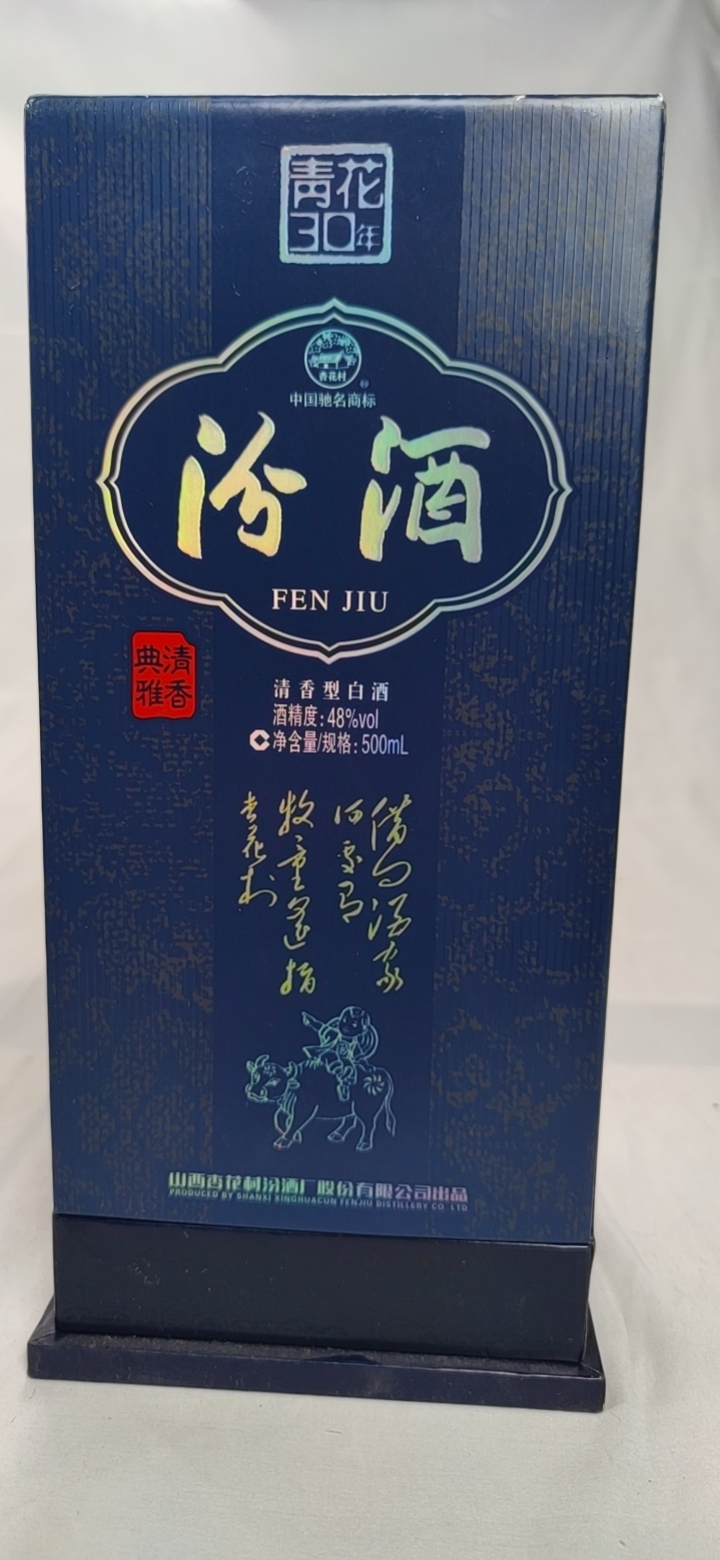 青花
30年
杏花村
®
中国驰名商标
汾酒
FEN JIU
清香
典雅
清香型白酒
酒精度:48%vol
净含量/规格:500mL
借问酒家
何处有
牧童遥指
杏花村
山西杏花村汾酒厂股份有限公司出品
PRODUCED BY SHANXI XINGHUACUN FENJIU DISTILLERY CO LTD